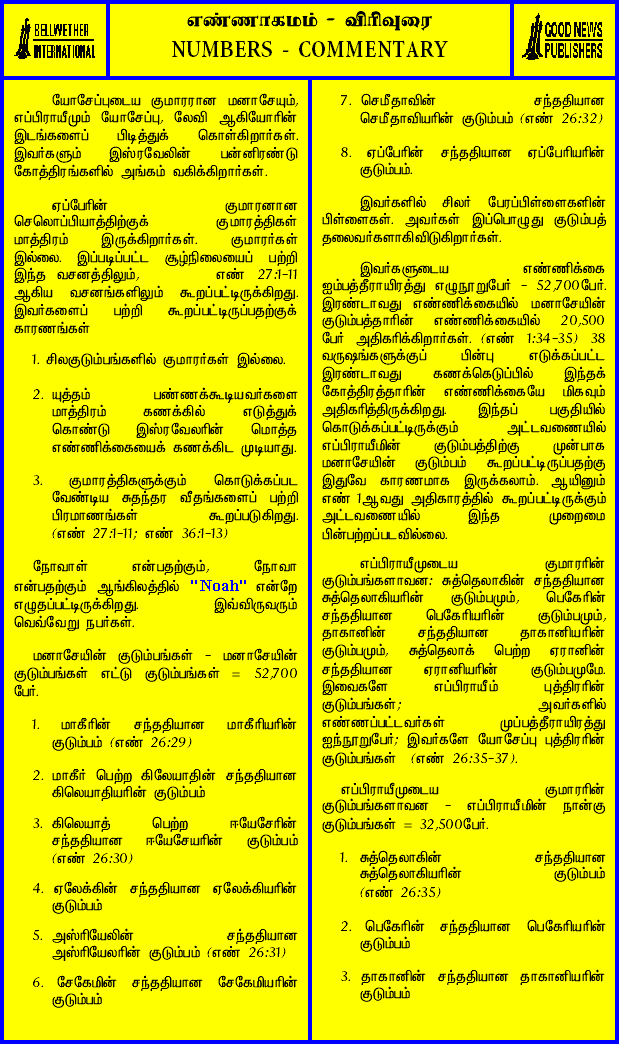 BELLWETHER
INTERNATIONAL
எண்ணாகமம் - விரிவுரை
NUMBERS - COMMENTARY
GOOD NEWS
PUBLISHERS
யோசேப்புடைய குமாரரான மனாசேயும்,
எப்பிராயீமும் யோசேப்பு, லேவி ஆகியோரின்
இடங்களைப் பிடித்துக் கொள்கிறார்கள்.
இவர்களும் இஸ்ரவேலின் பன்னிரண்டு
கோத்திரங்களில் அங்கம் வகிக்கிறார்கள்.
ஏப்பேரின் குமாரனான
செலொப்பியாத்திற்குக் குமாரத்திகள்
மாத்திரம் இருக்கிறார்கள். குமாரர்கள்
இல்லை. இப்படிப்பட்ட சூழ்நிலையைப் பற்றி
இந்த வசனத்திலும், எண் 27:1-11
ஆகிய வசனங்களிலும் கூறப்பட்டிருக்கிறது.
இவர்களைப் பற்றி கூறப்பட்டிருப்பதற்குக்
காரணங்கள்
1. சிலகுடும்பங்களில் குமாரர்கள் இல்லை.
2. யுத்தம் பண்ணக்கூடியவர்களை
மாத்திரம் கணக்கில் எடுத்துக்
கொண்டு இஸ்ரவேலரின் மொத்த
எண்ணிக்கையைக் கணக்கிட முடியாது.
3. குமாரத்திகளுக்கும் கொடுக்கப்பட
வேண்டிய சுதந்தர வீதங்களைப் பற்றி
பிரமாணங்கள் கூறப்படுகிறது.
(எண் 27:1-11; எண் 36:1-13)
நோவாள் என்பதற்கும், நோவா
என்பதற்கும் ஆங்கிலத்தில் "Noah" என்றே
எழுதப்பட்டிருக்கிறது. இவ்விருவரும்
வெவ்வேறு நபர்கள்.
மனாசேயின் குடும்பங்கள் - மனாசேயின்
குடும்பங்கள் எட்டு குடும்பங்கள் = 52,700
பேர்.
1. மாகீரின் சந்ததியான மாகீரியரின்
குடும்பம் (எண் 26:29)
2. மாகீர் பெற்ற கிலேயாதின் சந்ததியான
கிலெயாதியரின் குடும்பம்
3. கிலெயாத் பெற்ற ஈயேசேரின்
சந்ததியான ஈயேசேயரின் குடும்பம்
(எண் 26:30)
4. ஏலேக்கின் சந்ததியான ஏலேக்கியரின்
குடும்பம்
5. அஸ்ரியேலின் சந்ததியான
அஸ்ரியேலரின் குடும்பம் (எண் 26:31)
6. சேகேமின் சந்ததியான சேகேமியரின்
குடும்பம்
7. செமீதாவின் சந்ததியான
செமீதாவியரின் குடும்பம் (எண் 26:32)
8. ஏப்பேரின் சந்ததியான ஏப்பேரியரின்
குடும்பம்.
இவர்களில் சிலர் பேரப்பிள்ளைகளின்
பிள்ளைகள். அவர்கள் இப்பொழுது குடும்பத்
தலைவர்களாகிவிடுகிறார்கள்.
இவர்களுடைய எண்ணிக்கை
ஐம்பத்தீராயிரத்து எழுநூறுபேர் - 52,700பேர்.
இரண்டாவது எண்ணிக்கையில் மனாசேயின்
குடும்பத்தாரின் எண்ணிக்கையில் 20,500
பேர் அதிகரிக்கிறார்கள். (எண் 1:34-35) 38
வருஷங்களுக்குப் பின்பு எடுக்கப்பட்ட
இரண்டாவது கணக்கெடுப்பில் இந்தக்
கோத்திரத்தாரின் எண்ணிக்கையே மிகவும்
அதிகரித்திருக்கிறது. இந்தப் பகுதியில்
கொடுக்கப்பட்டிருக்கும் அட்டவணையில்
எப்பிராயீமின் குடும்பத்திற்கு முன்பாக
மனாசேயின் குடும்பம் கூறப்பட்டிருப்பதற்கு
இதுவே காரணமாக இருக்கலாம். ஆயினும்
எண் 1ஆவது அதிகாரத்தில் கூறப்பட்டிருக்கும்
அட்டவணையில் இந்த முறைமை
பின்பற்றப்படவில்லை.
எப்பிராயீமுடைய குமாரரின்
குடும்பங்களாவன: சுத்தெலாகின் சந்ததியான
சுத்தெலாகியரின் குடும்பமும், பெகேரின்
சந்ததியான பெகேரியரின் குடும்பமும்,
தாகானின் சந்ததியான தாகானியரின்
குடும்பமும், சுத்தெலாக் பெற்ற ஏரானின்
சந்ததியான ஏரானியரின் குடும்பமுமே.
இவைகளே எப்பிராயீம் புத்திரரின்
குடும்பங்கள்; அவர்களில்
எண்ணப்பட்டவர்கள் முப்பத்தீராயிரத்து
ஐந்நூறுபேர்; இவர்களே யோசேப்பு புத்திரரின்
குடும்பங்கள் (எண் 26:35-37).
எப்பிராயீமுடைய குமாரரின்
குடும்பங்களாவன - எப்பிராயீமின் நான்கு
குடும்பங்கள் = 32,500பேர்.
1. சுத்தெலாகின் சந்ததியான
சுத்தெலாகியரின் குடும்பம்
(எண் 26:35)
2. பெகேரின் சந்ததியான பெகேரியரின்
குடும்பம்
3. தாகானின் சந்ததியான தாகானியரின்
குடும்பம்